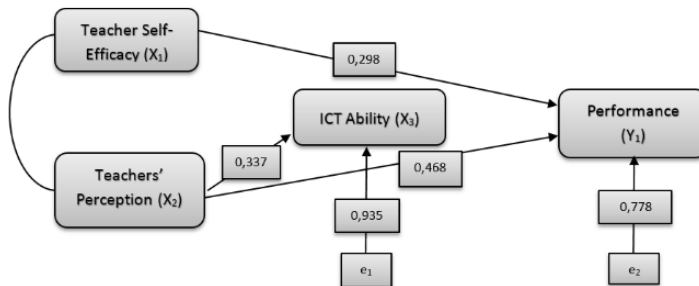 Teacher Self-
Efficacy (X₁)
0,298
ICT Ability (X₃)
Performance
(Y₁)
0,337
0,468
Teachers’
Perception (X₂)
0,935
0,778
e₁
e₂